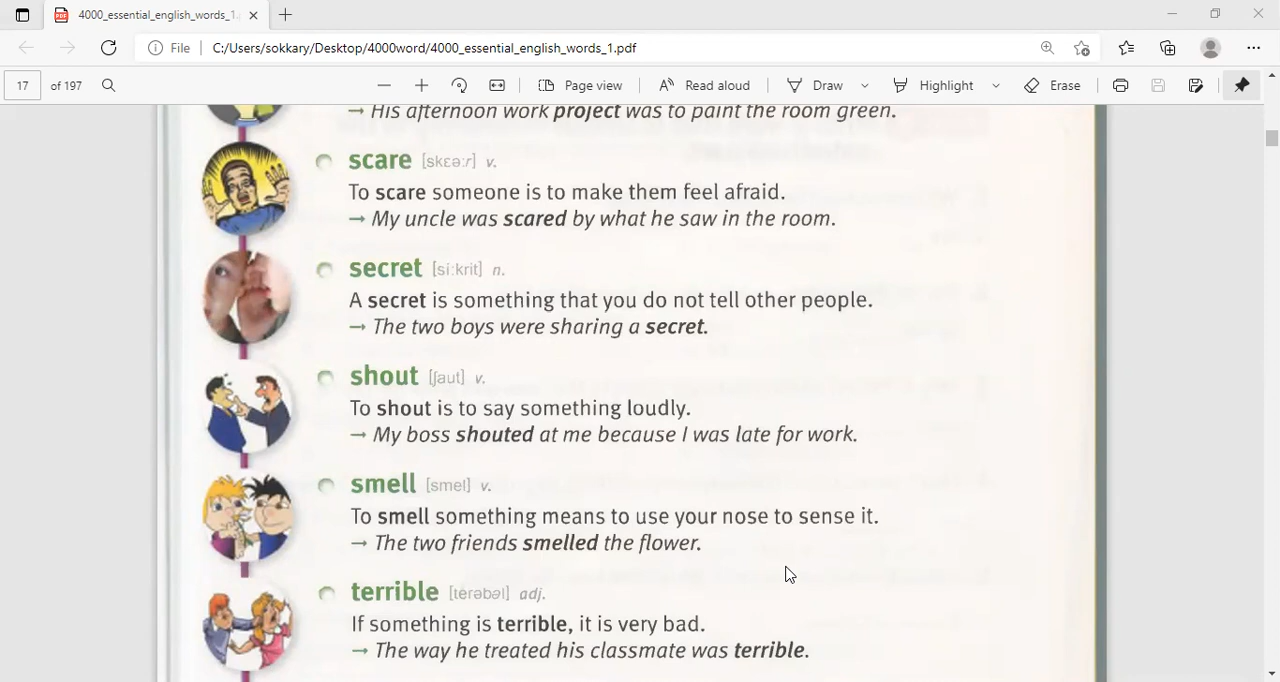 4000_essential_english_words_1.p
File
C:/Users/sokkary/Desktop/4000word/4000_essential_english_words_1.pdf
17 of 197
Page view
Read aloud
Draw
Highlight
Erase
→ His afternoon work project was to paint the room green.
scare [skɛəːr] v.
To scare someone is to make them feel afraid.
→ My uncle was scared by what he saw in the room.
secret [síːkrit] n.
A secret is something that you do not tell other people.
→ The two boys were sharing a secret.
shout [ʃaut] v.
To shout is to say something loudly.
→ My boss shouted at me because I was late for work.
smell [smel] v.
To smell something means to use your nose to sense it.
→ The two friends smelled the flower.
terrible [térəbəl] adj.
If something is terrible, it is very bad.
→ The way he treated his classmate was terrible.